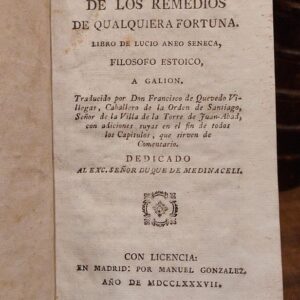 DE LOS REMEDIOS
DE QUALQUIERA FORTUNA.
LIBRO DE LUCIO ANEO SENECA,
FILOSOFO ESTOICO,
A GALION.
Traducido por Don Francisco de Quevedo Vi-
llegas, Caballero de la Orden de Santiago,
Señor de la Villa de la Torre de Juan-Abad,
con adiciones suyas en el fin de todos
los Capitulos, que sirven de
Comentario.
DEDICADO
AL EXC. SEÑOR DUQUE DE MEDINACELI.
CON LICENCIA:
EN MADRID: POR MANUEL GONZALEZ.
AÑO DE MDCCLXXXVII.